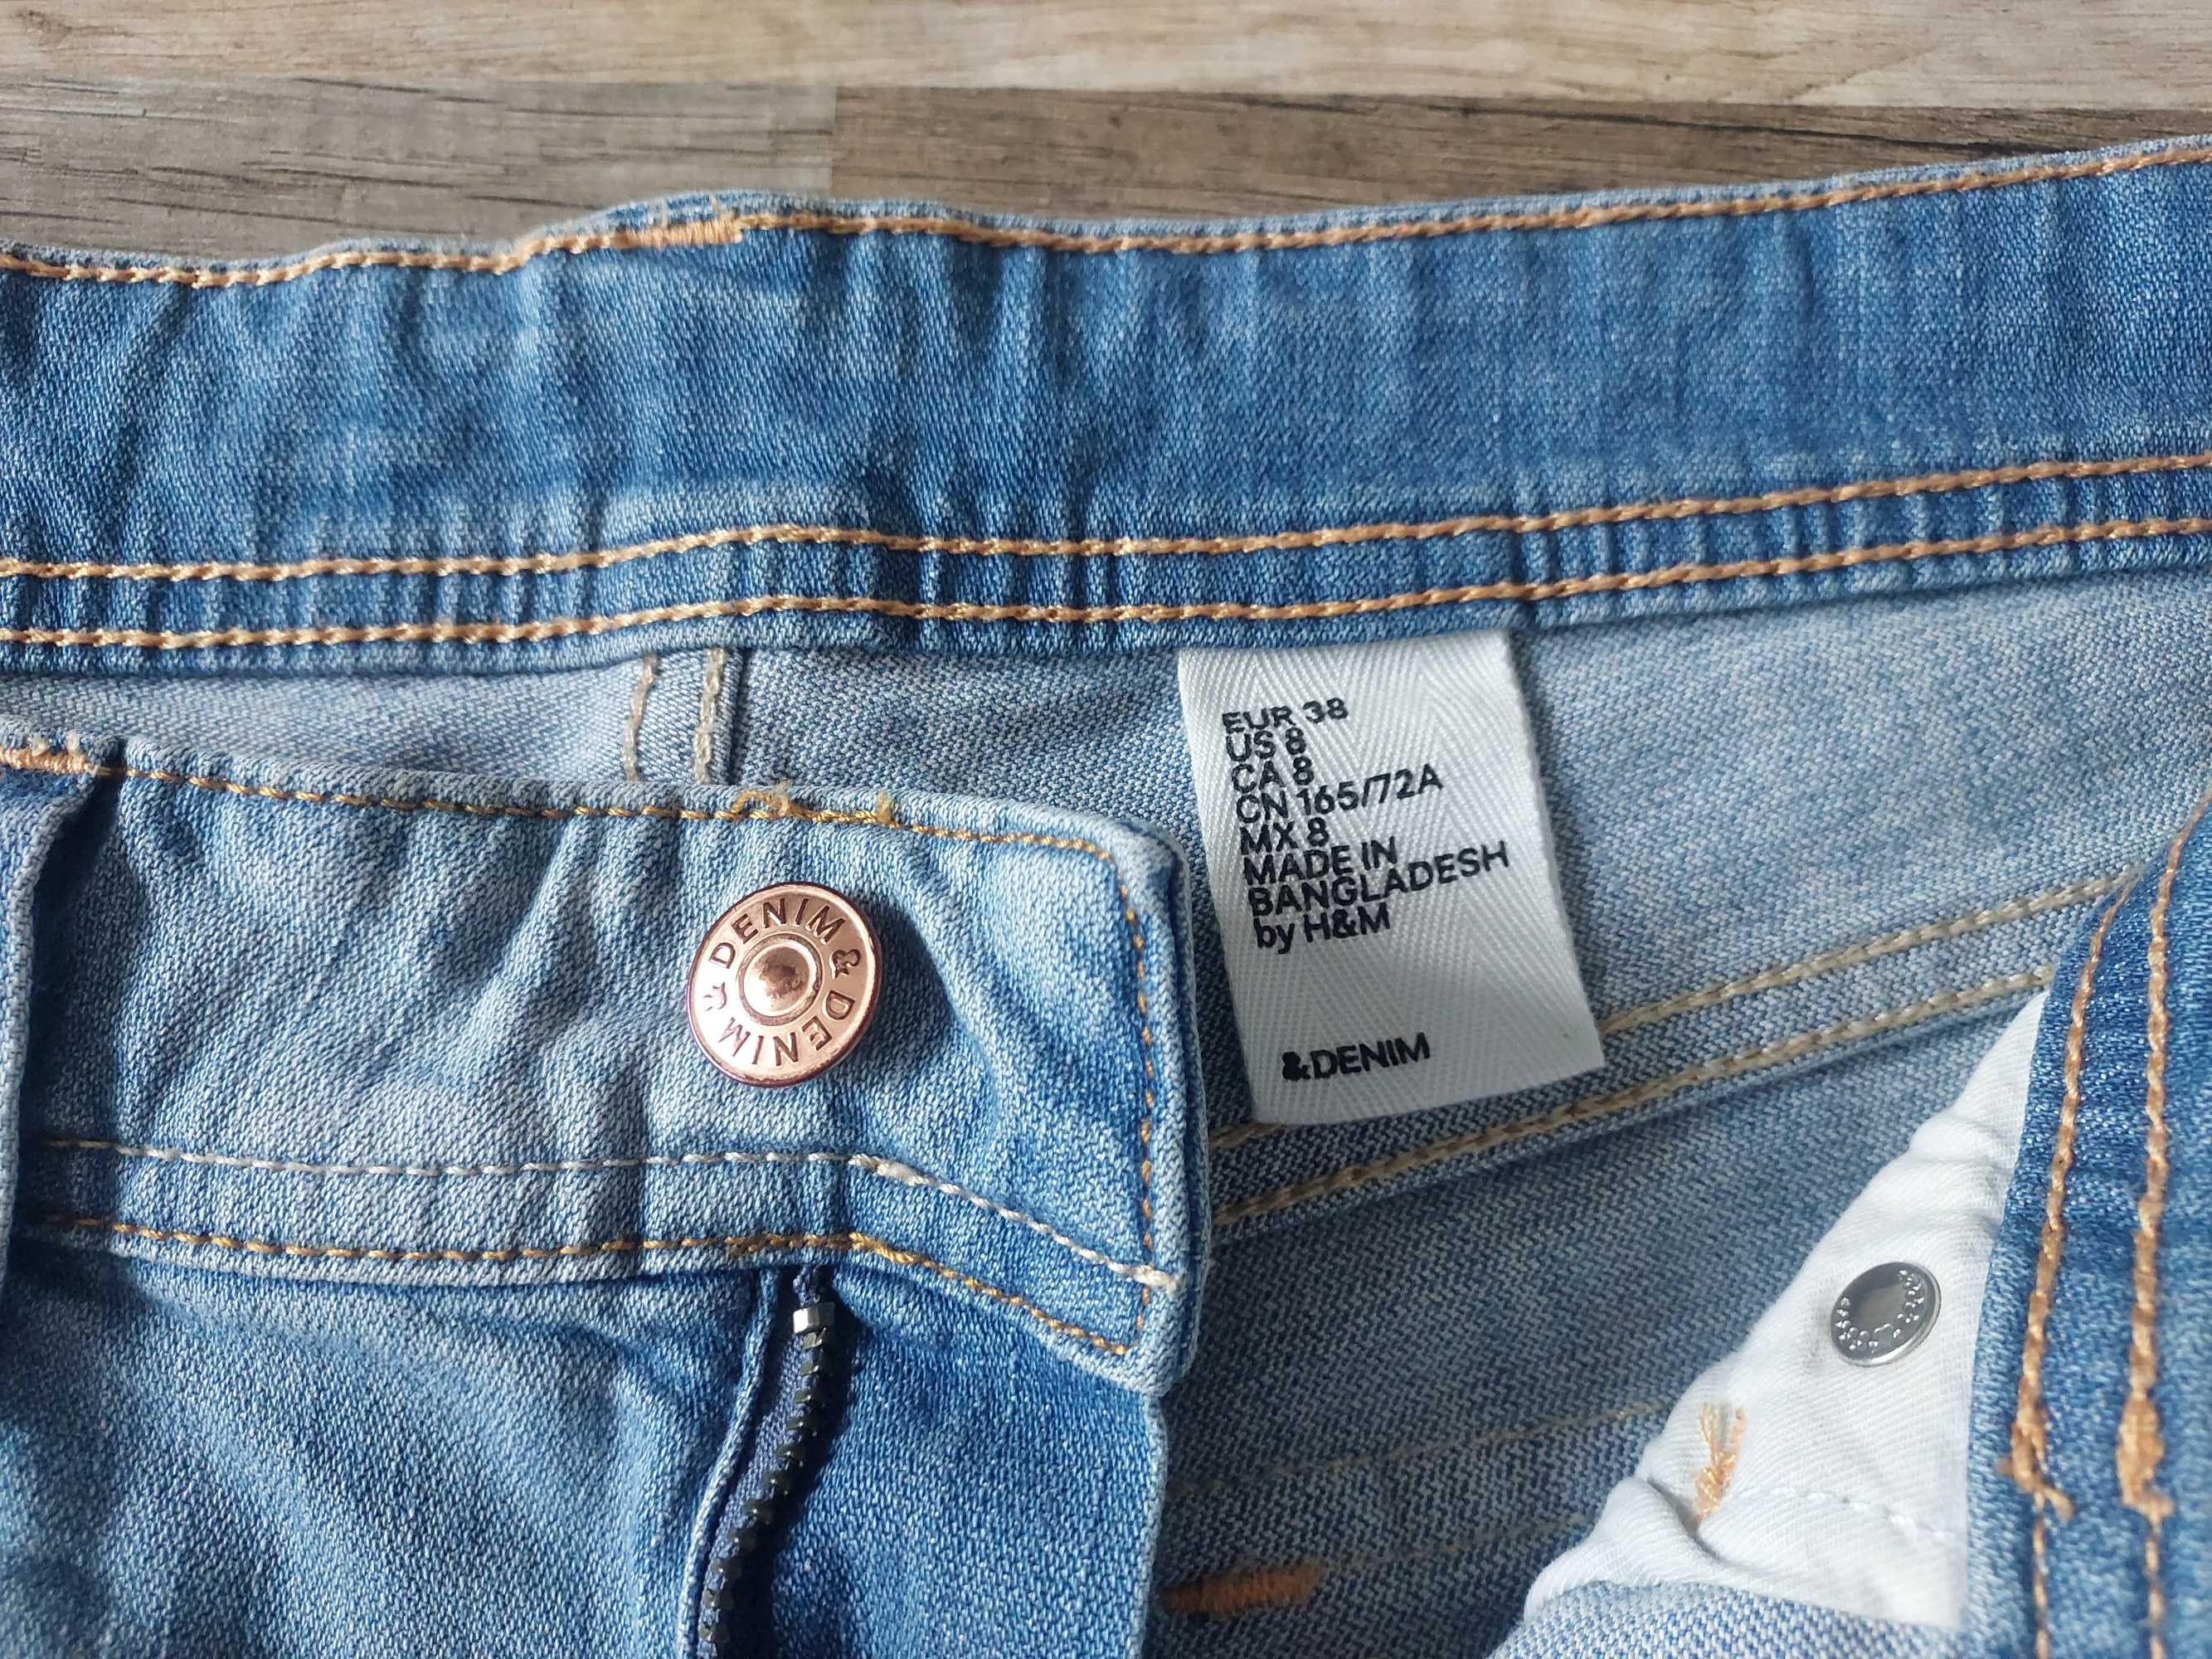 EUR 38
US 8
CA 8
CN 165/72A
MX 8
MADE IN
BANGLADESH
by H&M
&DENIM
DENIM & DENIM &